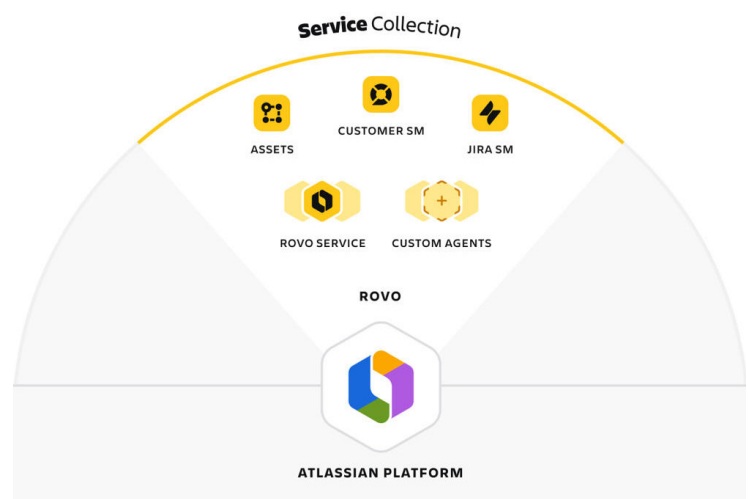 Service Collection
ASSETS
CUSTOMER SM
JIRA SM
ROVO SERVICE
CUSTOM AGENTS
ROVO
ATLASSIAN PLATFORM